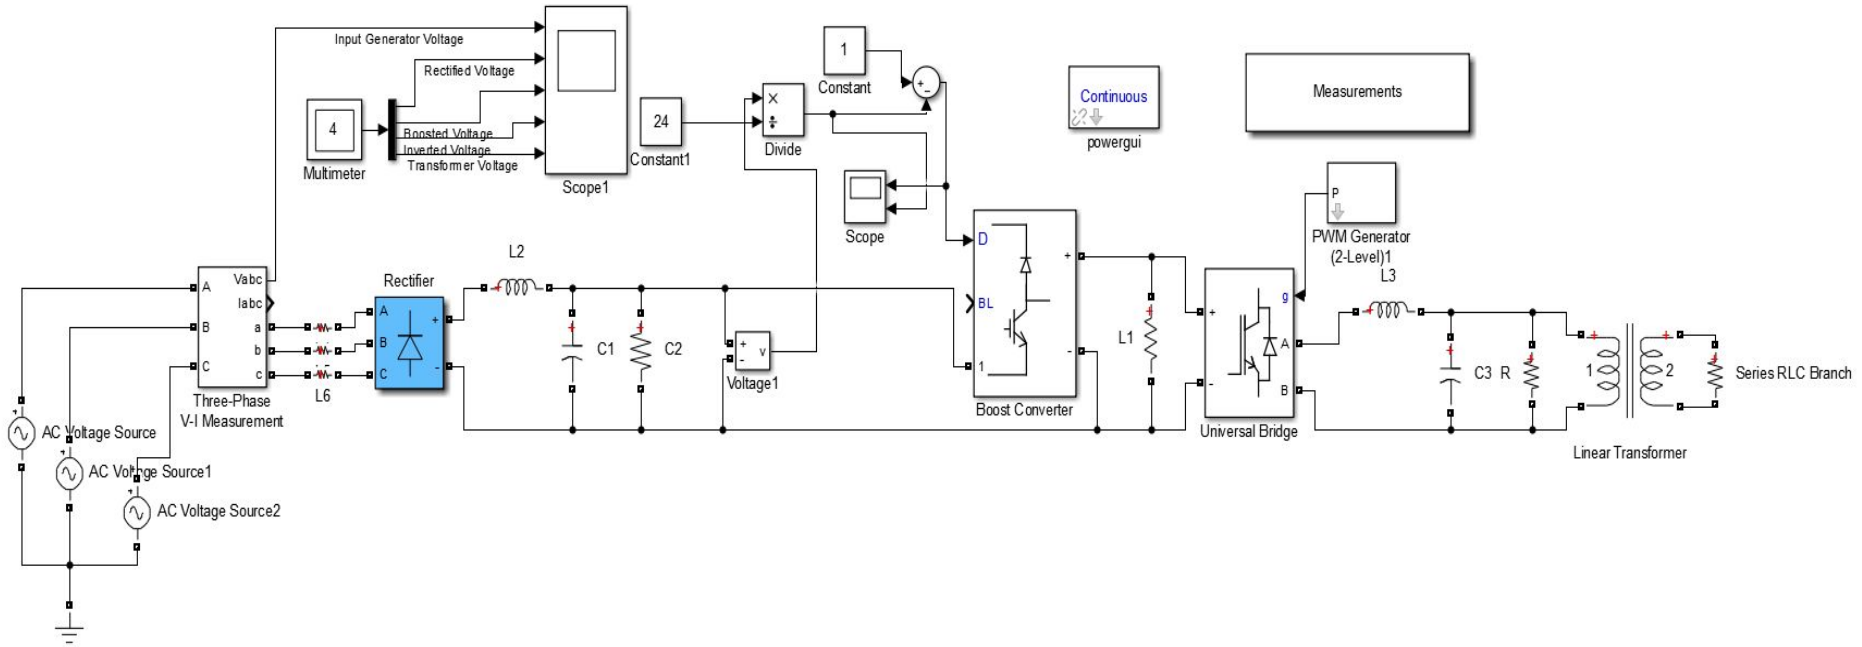 Input Generator Voltage
Rectified Voltage
4
Multimeter
Boosted Voltage
Inverted Voltage
Transformer Voltage
Scope1
24
Constant1
1
Constant
+
-
×
÷
Divide
Scope
Continuous
powergui
Measurements
P
PWM Generator
(2-Level)1
L2
Rectifier
A
B
C
Vabc
Iabc
a
b
c
Three-Phase
V-I Measurement
L6
A
B
C
+
-
C1
C2
+
-
v
Voltage1
D
BL
1
+
-
Boost Converter
L1
g
+
-
A
B
Universal Bridge
L3
C3
R
1
2
Linear Transformer
Series RLC Branch
AC Voltage Source
AC Voltage Source1
AC Voltage Source2